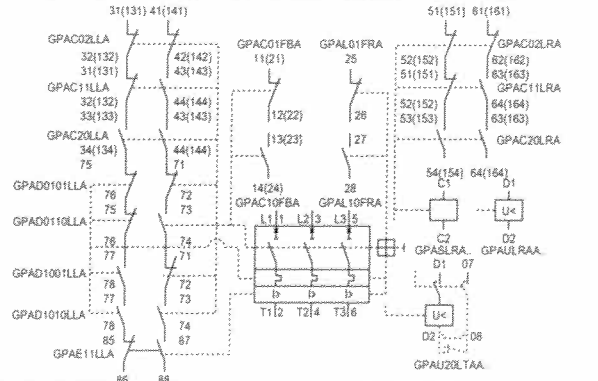 31(131) 41(141)
51(151) 61(161)
GPAC02LLA
GPAC01FBA GPAL01FRA
GPAC02LRA
32(132) 42(142)
11(21) 25
52(152) 62(162)
31(131) 43(143)
51(151) 63(163)
GPAC11LLA
GPAC11LRA
32(132) 44(144)
12(22) 26
52(152) 64(164)
33(133) 43(143)
13(23) 27
53(153) 63(163)
GPAC20LLA
GPAC20LRA
34(134) 44(144)
54(154) 64(164)
75 71
14(24) 28
C1 D1
GPAD0101LLA
GPAC10FBA GPAL10FRA
76 72
75 73
L1 1 L2 3 L3 5
U<
GPAD0110LLA
C2 D2
76 74
GPASLRA.. GPAULRAA..
77 71
D1 07
GPAD1001LLA
78 72
77 73
U<
GPAD1010LLA
T1 2 T2 4 T3 6
78 74
D2 08
85 87
GPAE11LLA
GPAU20LTAA..
86 88